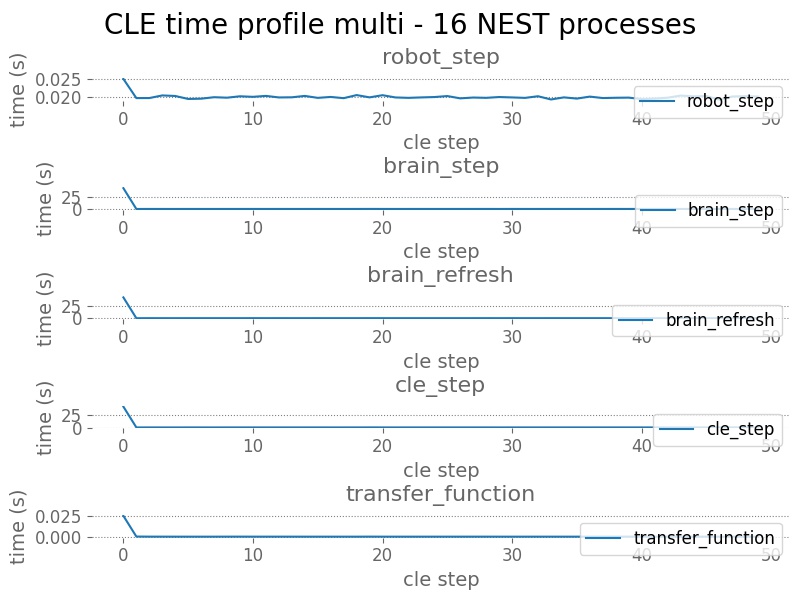 CLE time profile multi - 16 NEST processes
robot_step
time (s)
0.025
0.020
robot_step
0 10 20 30 40 50
cle step
brain_step
time (s)
25
0
brain_step
0 10 20 30 40 50
cle step
brain_refresh
time (s)
25
0
brain_refresh
0 10 20 30 40 50
cle step
cle_step
time (s)
25
0
cle_step
0 10 20 30 40 50
cle step
transfer_function
time (s)
0.025
0.000
transfer_function
0 10 20 30 40 50
cle step